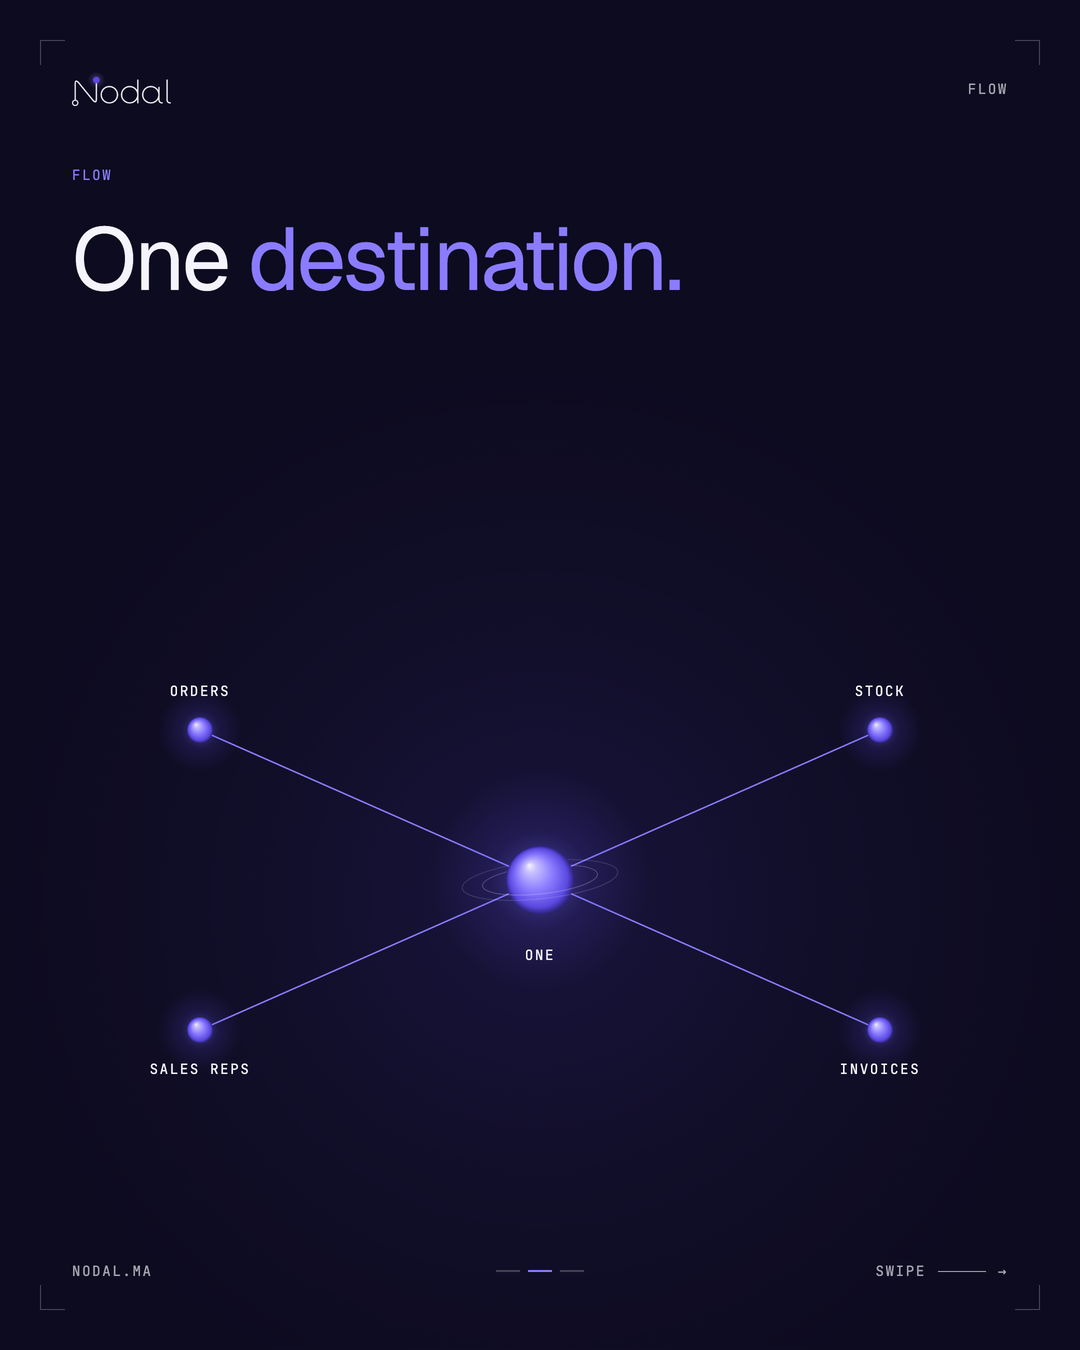 Nodal
FLOW
FLOW
One destination.
ORDERS
STOCK
ONE
SALES REPS
INVOICES
NODAL.MA
SWIPE →